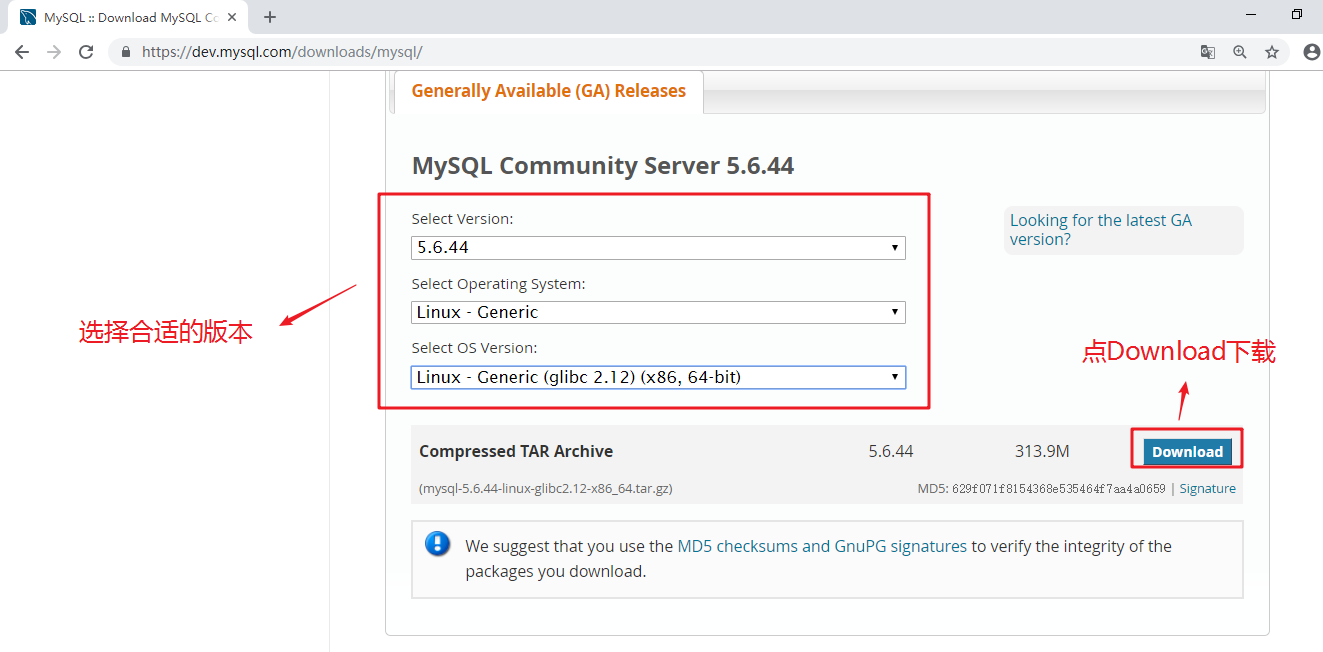 MySQL :: Download MySQL Co
https://dev.mysql.com/downloads/mysql/
Generally Available (GA) Releases
MySQL Community Server 5.6.44
Select Version:
5.6.44
Looking for the latest GA
version?
Select Operating System:
Linux - Generic
选择合适的版本
Select OS Version:
点Download下载
Linux - Generic (glibc 2.12) (x86, 64-bit)
Compressed TAR Archive 5.6.44 313.9M Download
(mysql-5.6.44-linux-glibc2.12-x86_64.tar.gz) MD5: 629f071f8154368e535464f7aa4a0659 | Signature
We suggest that you use the MD5 checksums and GnuPG signatures to verify the integrity of the
packages you download.